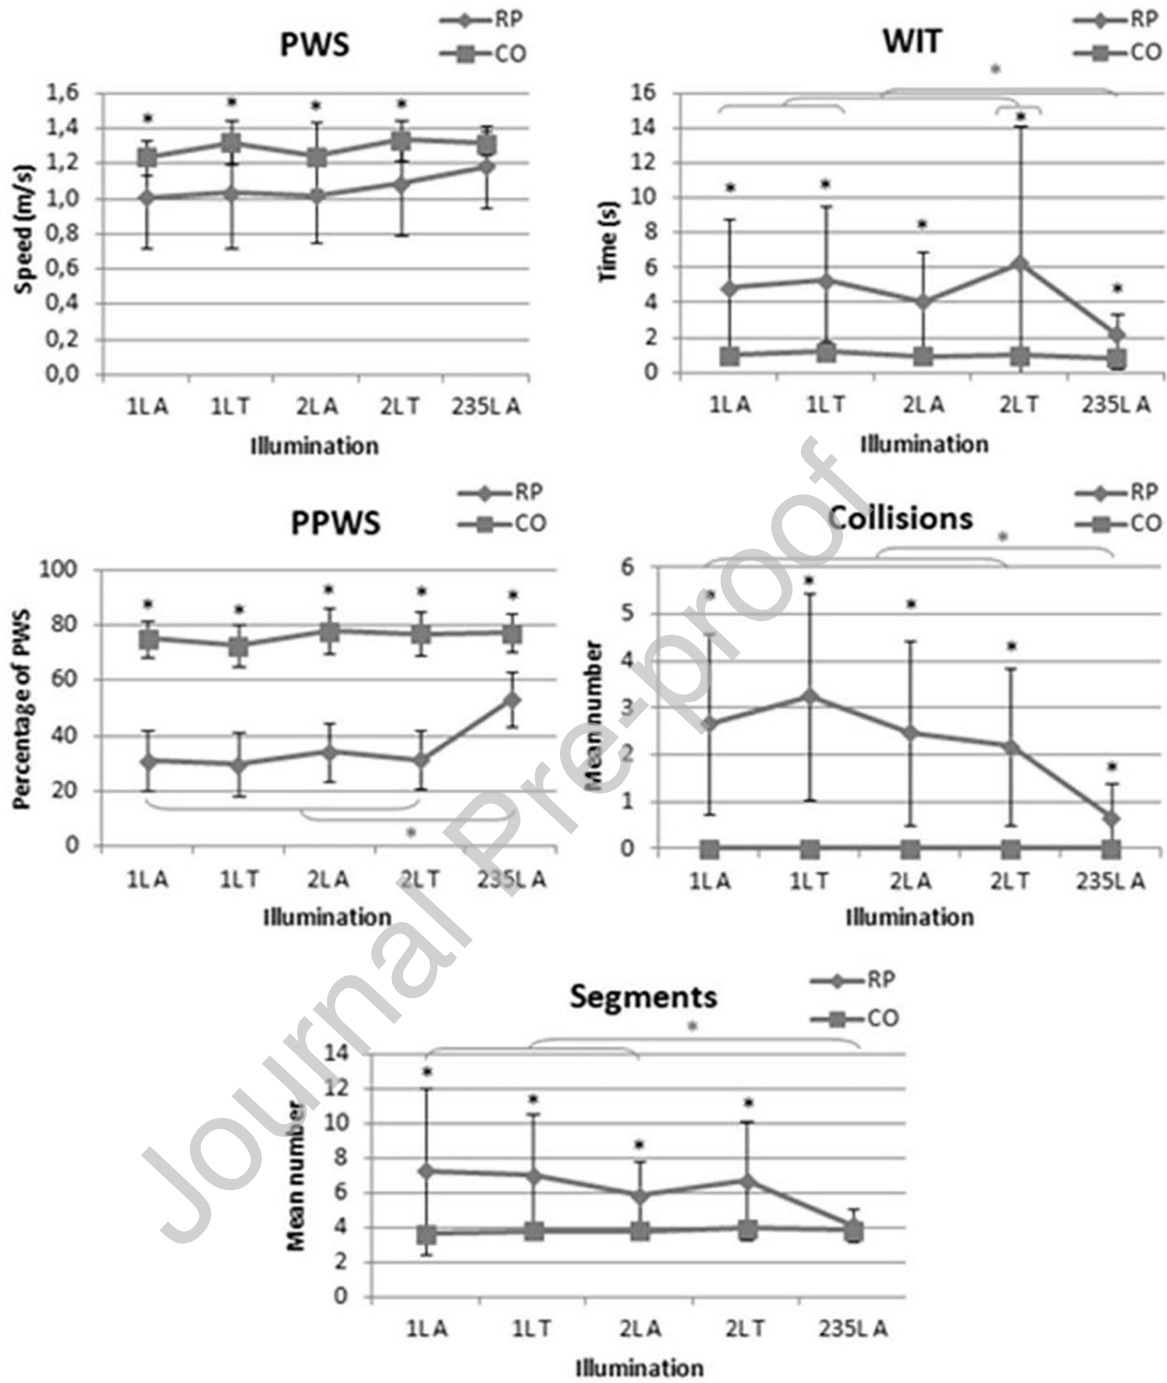 PWS
RP
CO
Speed (m/s)
1,6
1,4
1,2
1,0
0,8
0,6
0,4
0,2
0,0
* * * * *
1LA 1LT 2LA 2LT 235LA
Illumination
WIT
RP
CO
Time (s)
16
14
12
10
8
6
4
2
0
*
* * * * *
1LA 1LT 2LA 2LT 235LA
Illumination
PPWS
RP
CO
Percentage of PWS
100
80
60
40
20
0
* * * * *
*
1LA 1LT 2LA 2LT 235LA
Illumination
Collisions
RP
CO
Mean number
6
5
4
3
2
1
0
*
* * * * *
1LA 1LT 2LA 2LT 235LA
Illumination
Segments
RP
CO
Mean number
14
12
10
8
6
4
2
0
*
* * * *
1LA 1LT 2LA 2LT 235LA
Illumination
Journal Pre-proof